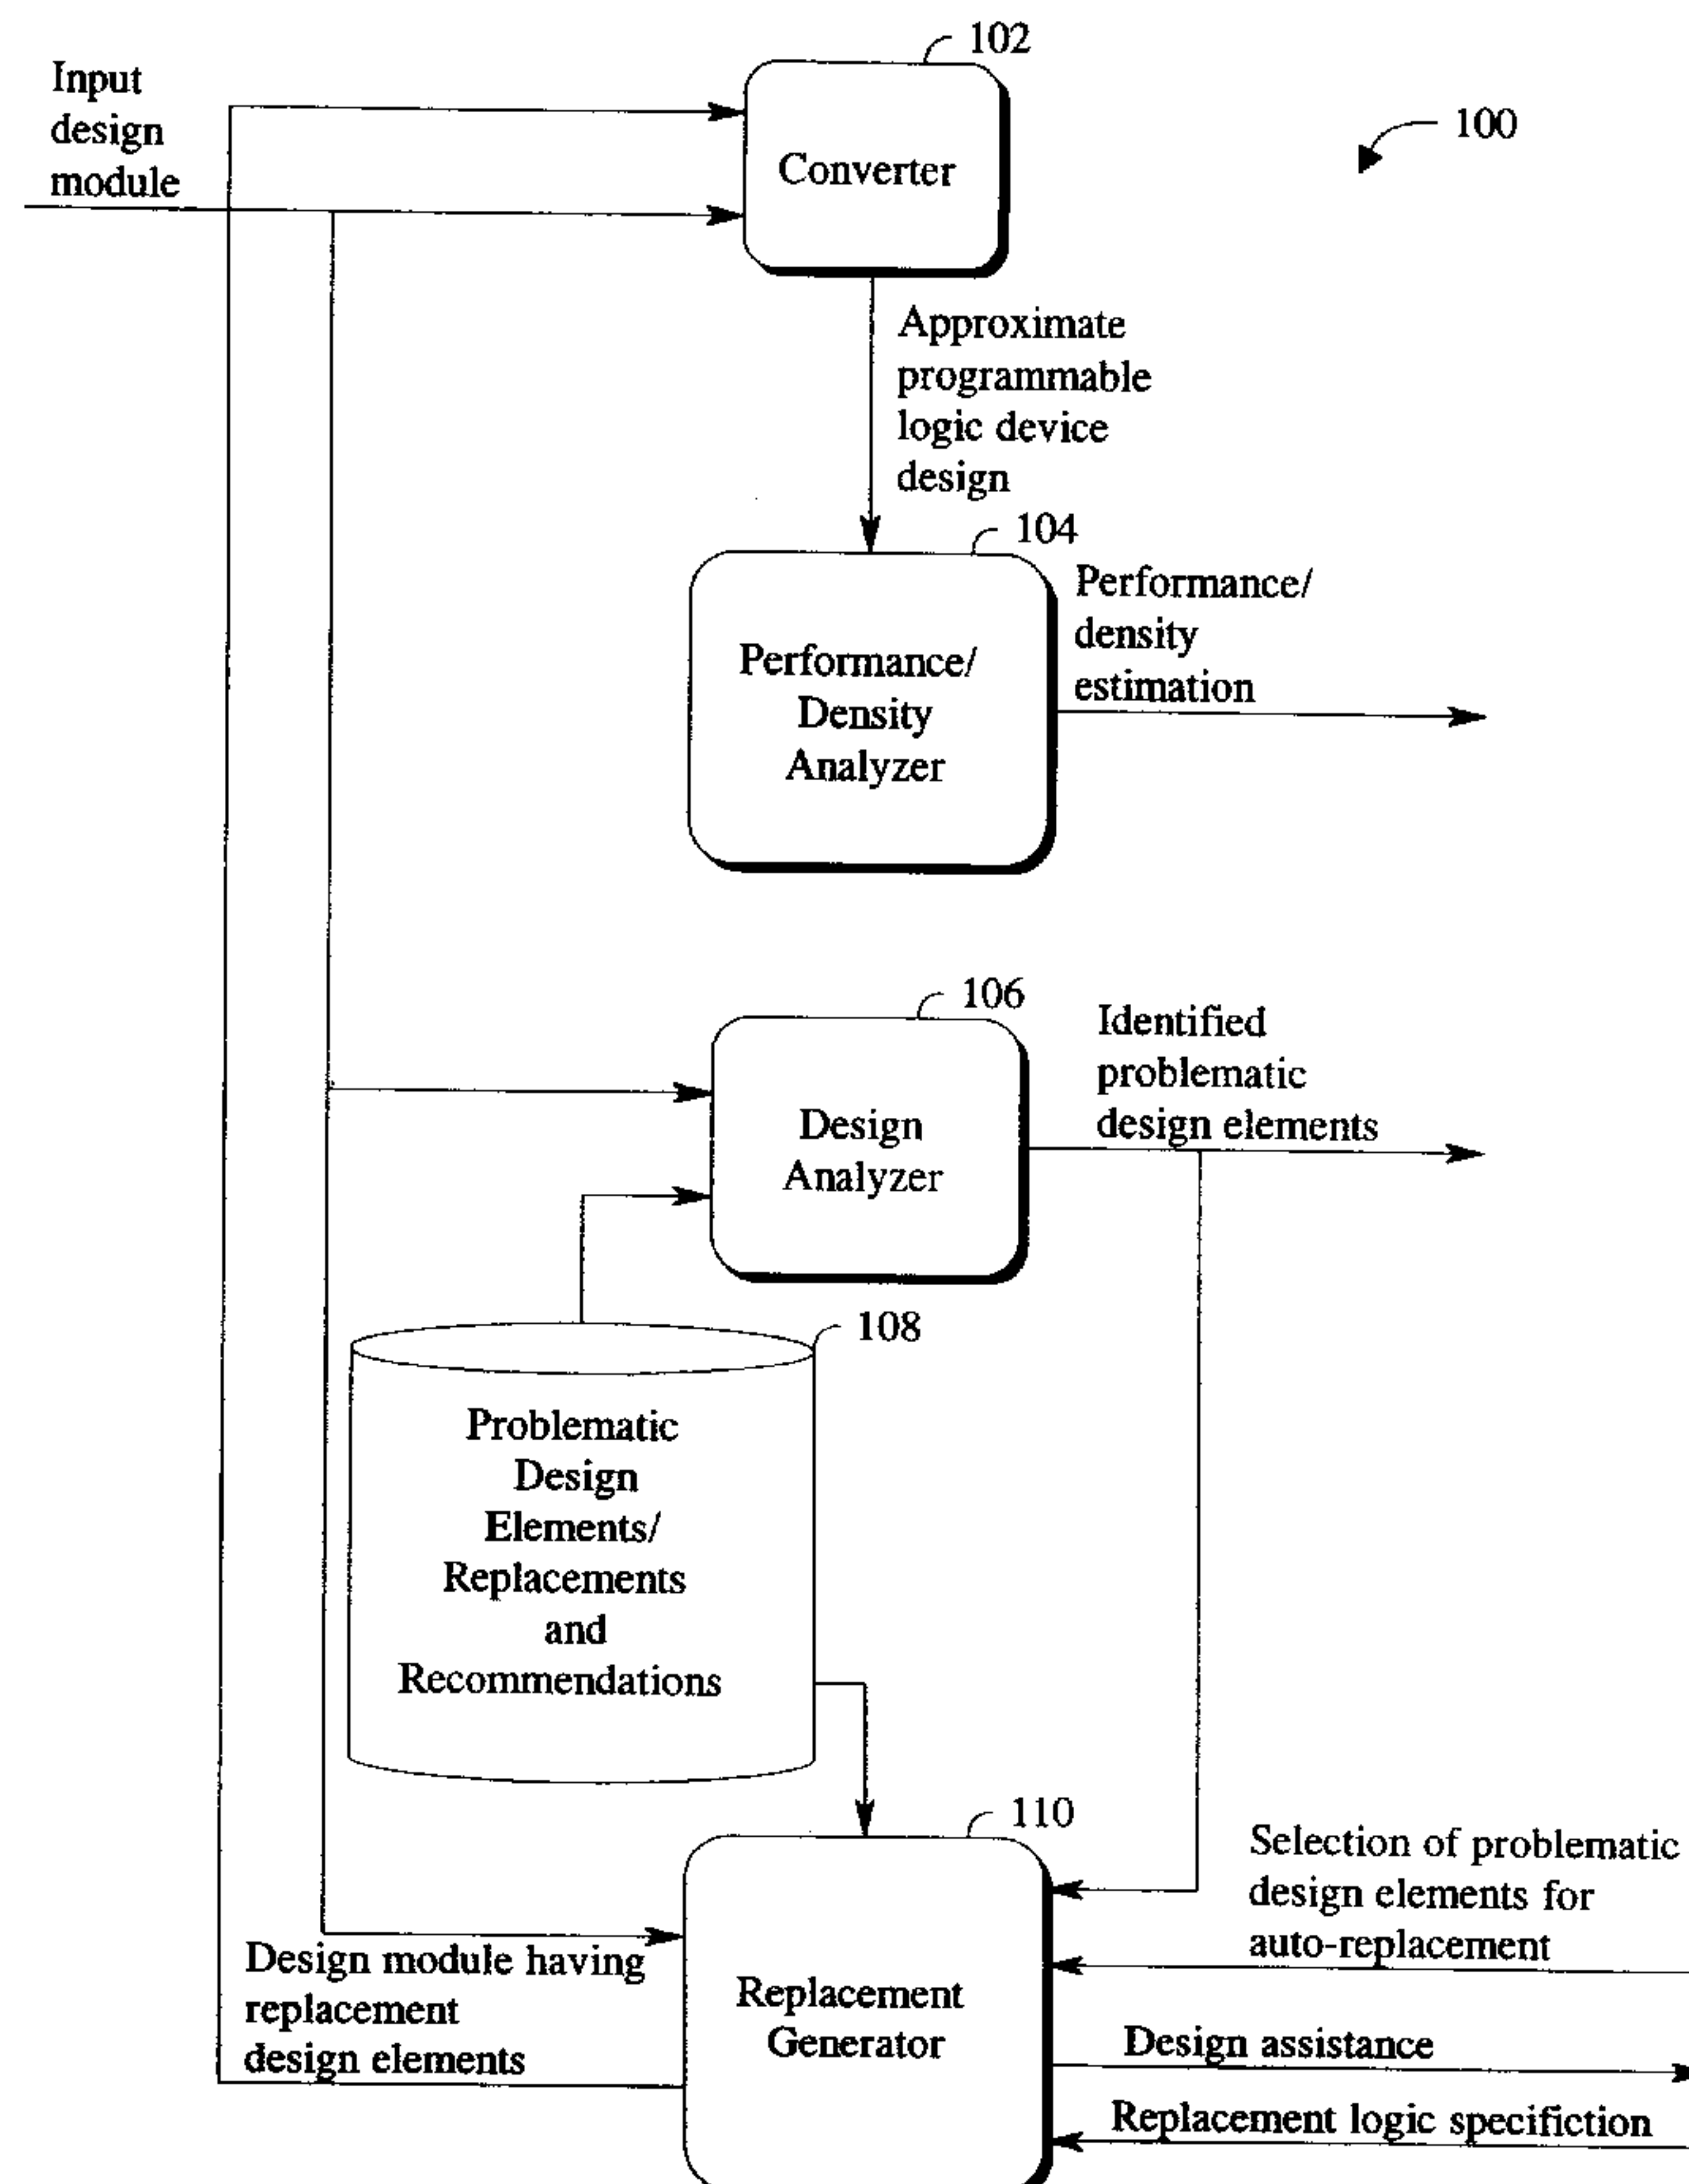 102
Input
design
module
100
Converter
Approximate
programmable
logic device
design
104
Performance/
density
estimation
Performance/
Density
Analyzer
106
Identified
problematic
design elements
Design
Analyzer
108
Problematic
Design
Elements/
Replacements
and
Recommendations
110
Selection of problematic
design elements for
auto-replacement
Design module having
replacement
design elements
Replacement
Generator
Design assistance
Replacement logic specifiction